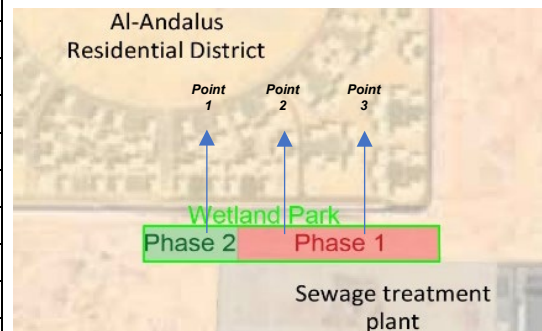 Al-Andalus
Residential District
Point
1
Point
2
Point
3
Wetland Park
Phase 2
Phase 1
Sewage treatment
plant